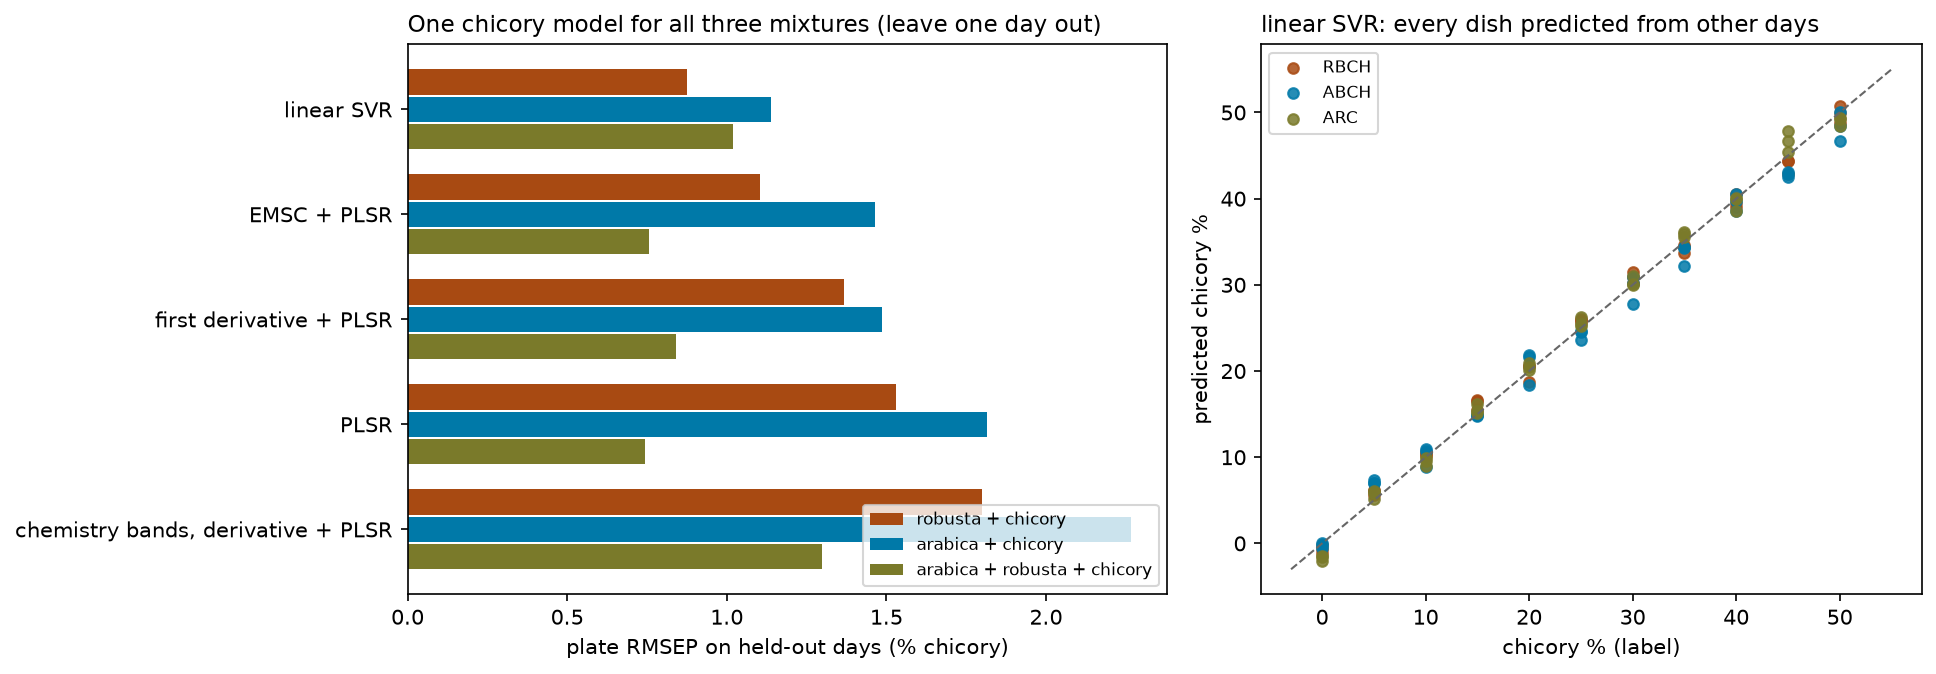 One chicory model for all three mixtures (leave one day out)
linear SVR
EMSC + PLSR
first derivative + PLSR
PLSR
chemistry bands, derivative + PLSR
robusta + chicory
arabica + chicory
arabica + robusta + chicory
0.0 0.5 1.0 1.5 2.0
plate RMSEP on held-out days (% chicory)
linear SVR: every dish predicted from other days
RBCH
ABCH
ARC
predicted chicory %
50
40
30
20
10
0
0 10 20 30 40 50
chicory % (label)